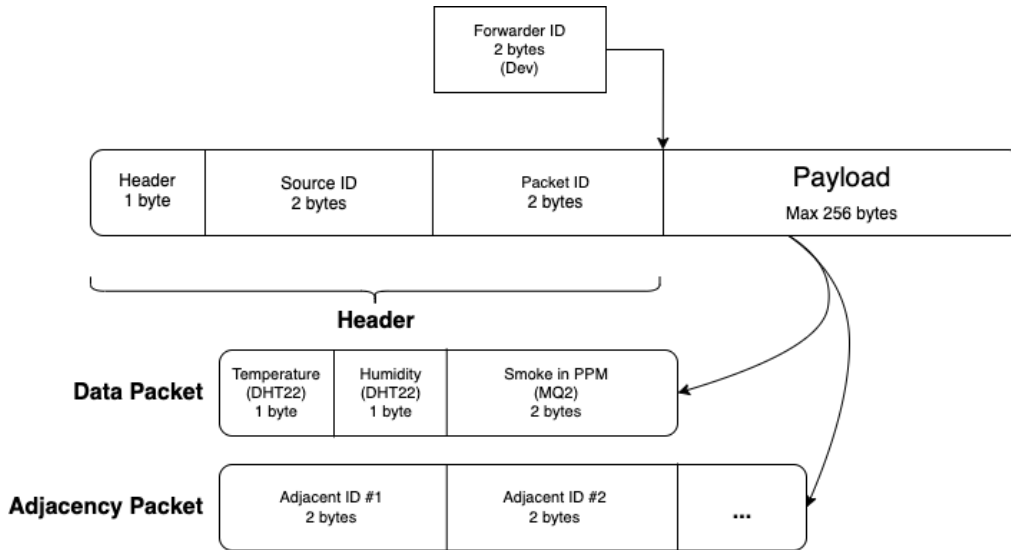 Forwarder ID
2 bytes
(Dev)
Header
1 byte
Source ID
2 bytes
Packet ID
2 bytes
Payload
Max 256 bytes
Header
Data Packet
Temperature
(DHT22)
1 byte
Humidity
(DHT22)
1 byte
Smoke in PPM
(MQ2)
2 bytes
Adjacency Packet
Adjacent ID #1
2 bytes
Adjacent ID #2
2 bytes
...